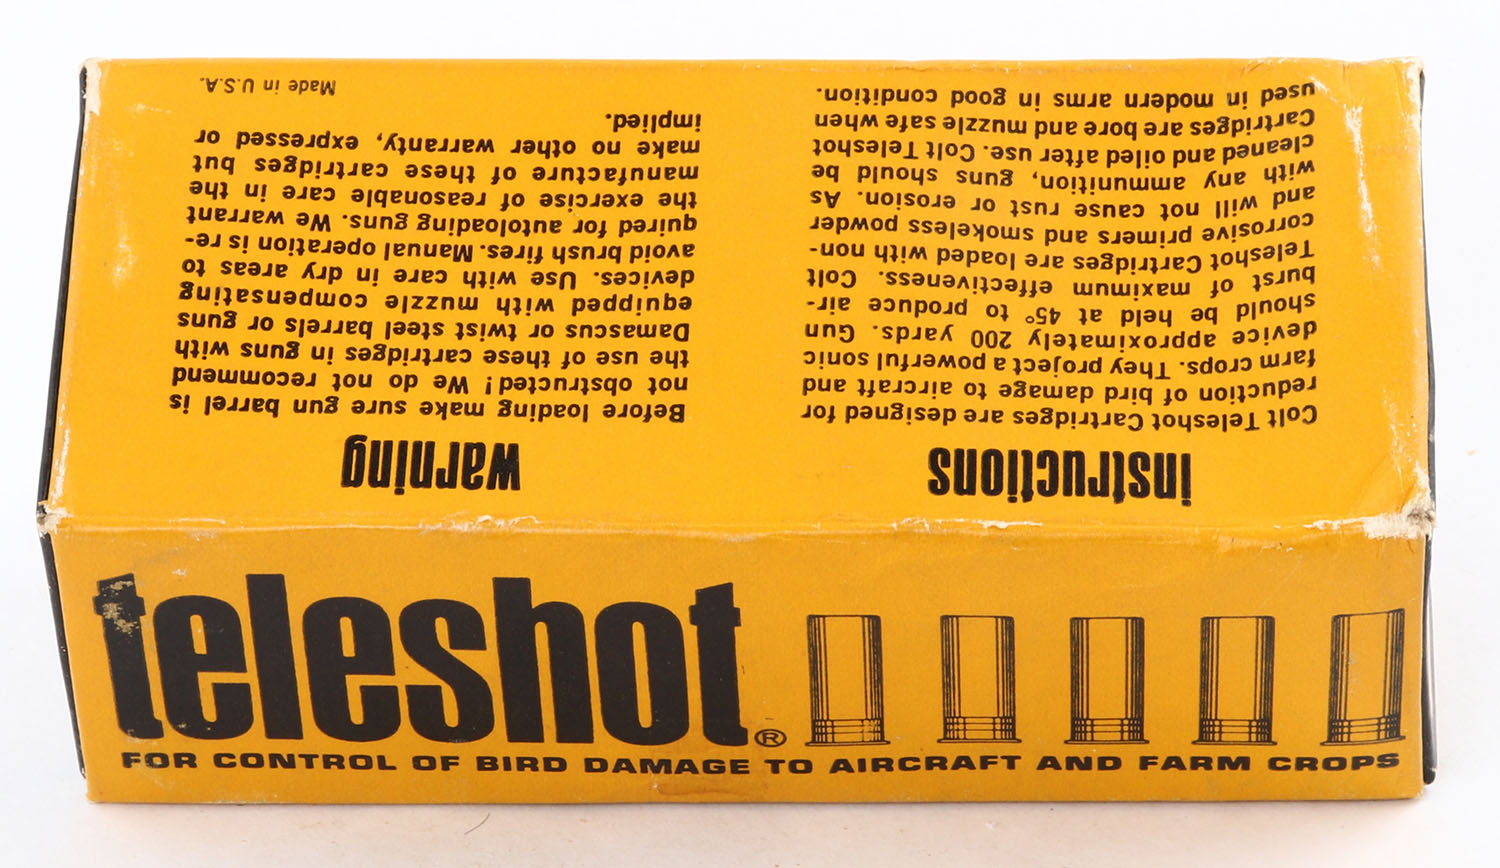 teleshot®
FOR CONTROL OF BIRD DAMAGE TO AIRCRAFT AND FARM CROPS
instructions
Colt Teleshot Cartridges are designed for
reduction of bird damage to aircraft and
farm crops. They project a powerful sonic
device approximately 200 yards. Gun
should be held at 45° to produce air-
burst of maximum effectiveness. Colt
Teleshot Cartridges are loaded with non-
corrosive primers and smokeless powder
and will not cause rust or erosion. As
with any ammunition, guns should be
cleaned and oiled after use. Colt Teleshot
Cartridges are bore and muzzle safe when
used in modern arms in good condition.
warning
Before loading make sure gun barrel is
not obstructed! We do not recommend
the use of these cartridges in guns with
Damascus or twist steel barrels or guns
equipped with muzzle compensating
devices. Use with care in dry areas to
avoid brush fires. Manual operation is re-
quired for autoloading guns. We warrant
the exercise of reasonable care in the
manufacture of these cartridges but
make no other warranty, expressed or
implied.
Made in U.S.A.